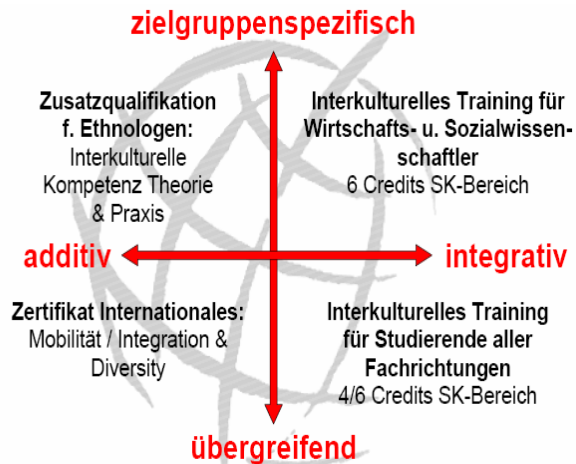 zielgruppenspezifisch
Zusatzqualifikation
f. Ethnologen:
Interkulturelle
Kompetenz Theorie
& Praxis
Interkulturelles Training für
Wirtschafts- u. Sozialwissen-
schaftler
6 Credits SK-Bereich
additiv
integrativ
Zertifikat Internationales:
Mobilität / Integration &
Diversity
Interkulturelles Training
für Studierende aller
Fachrichtungen
4/6 Credits SK-Bereich
übergreifend